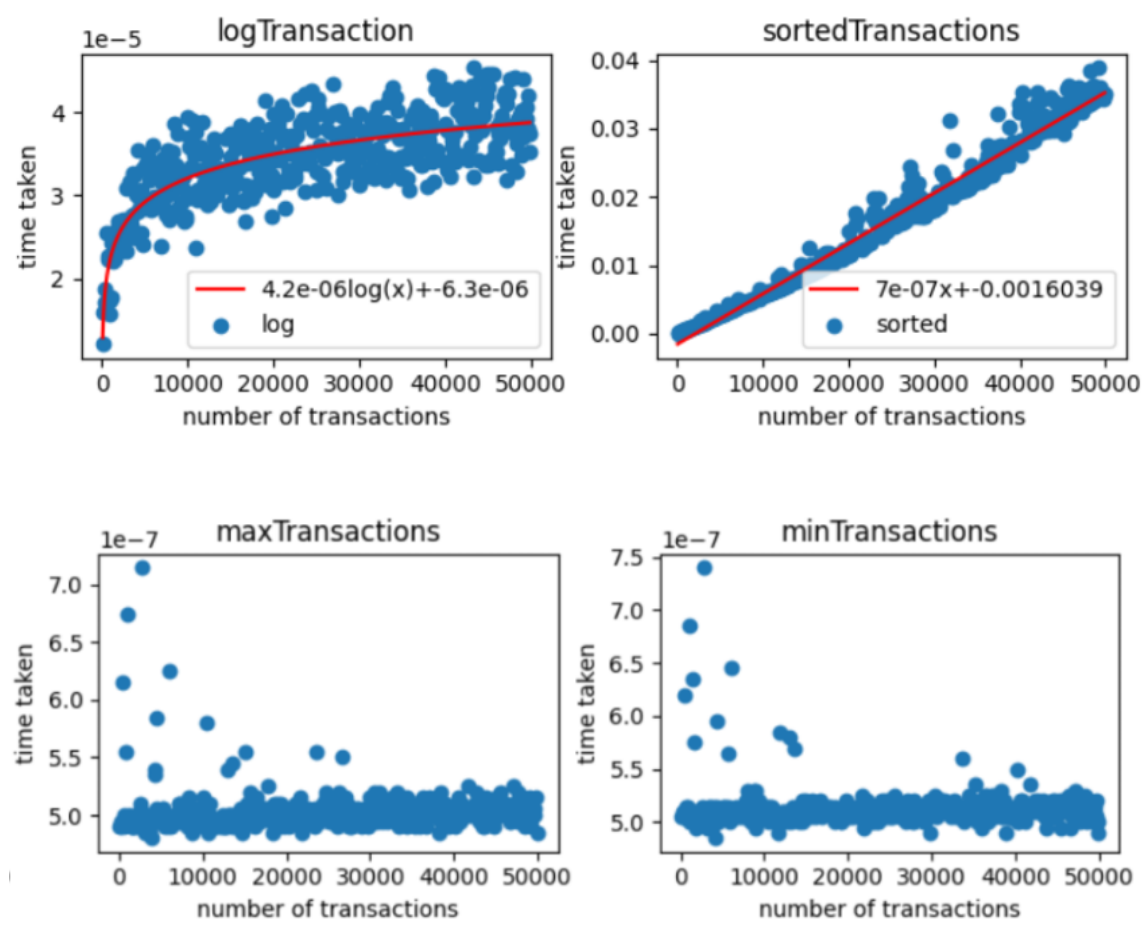 logTransaction
1e−5
4
3
2
time taken
4.2e-06log(x)+-6.3e-06
log
0 10000 20000 30000 40000 50000
number of transactions
sortedTransactions
0.04
0.03
0.02
0.01
0.00
time taken
7e-07x+-0.0016039
sorted
0 10000 20000 30000 40000 50000
number of transactions
maxTransactions
1e−7
7.0
6.5
6.0
5.5
5.0
time taken
0 10000 20000 30000 40000 50000
number of transactions
minTransactions
1e−7
7.5
7.0
6.5
6.0
5.5
5.0
time taken
0 10000 20000 30000 40000 50000
number of transactions